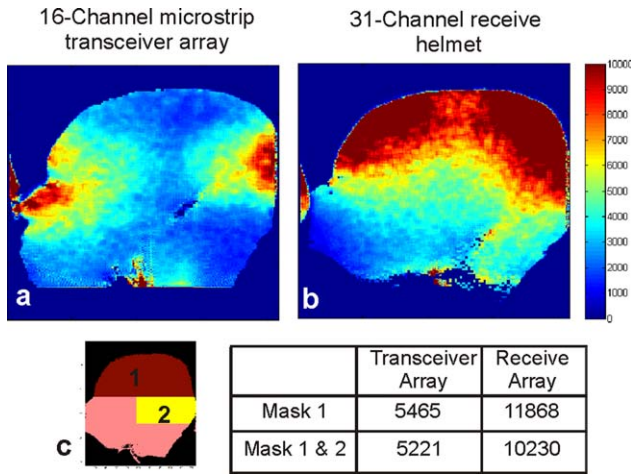 16-Channel microstrip
transceiver array
31-Channel receive
helmet
a
b
10000
9000
8000
7000
6000
5000
4000
3000
2000
1000
0
c
1
2
Transceiver Array
Receive Array
Mask 1
5465
11868
Mask 1 & 2
5221
10230